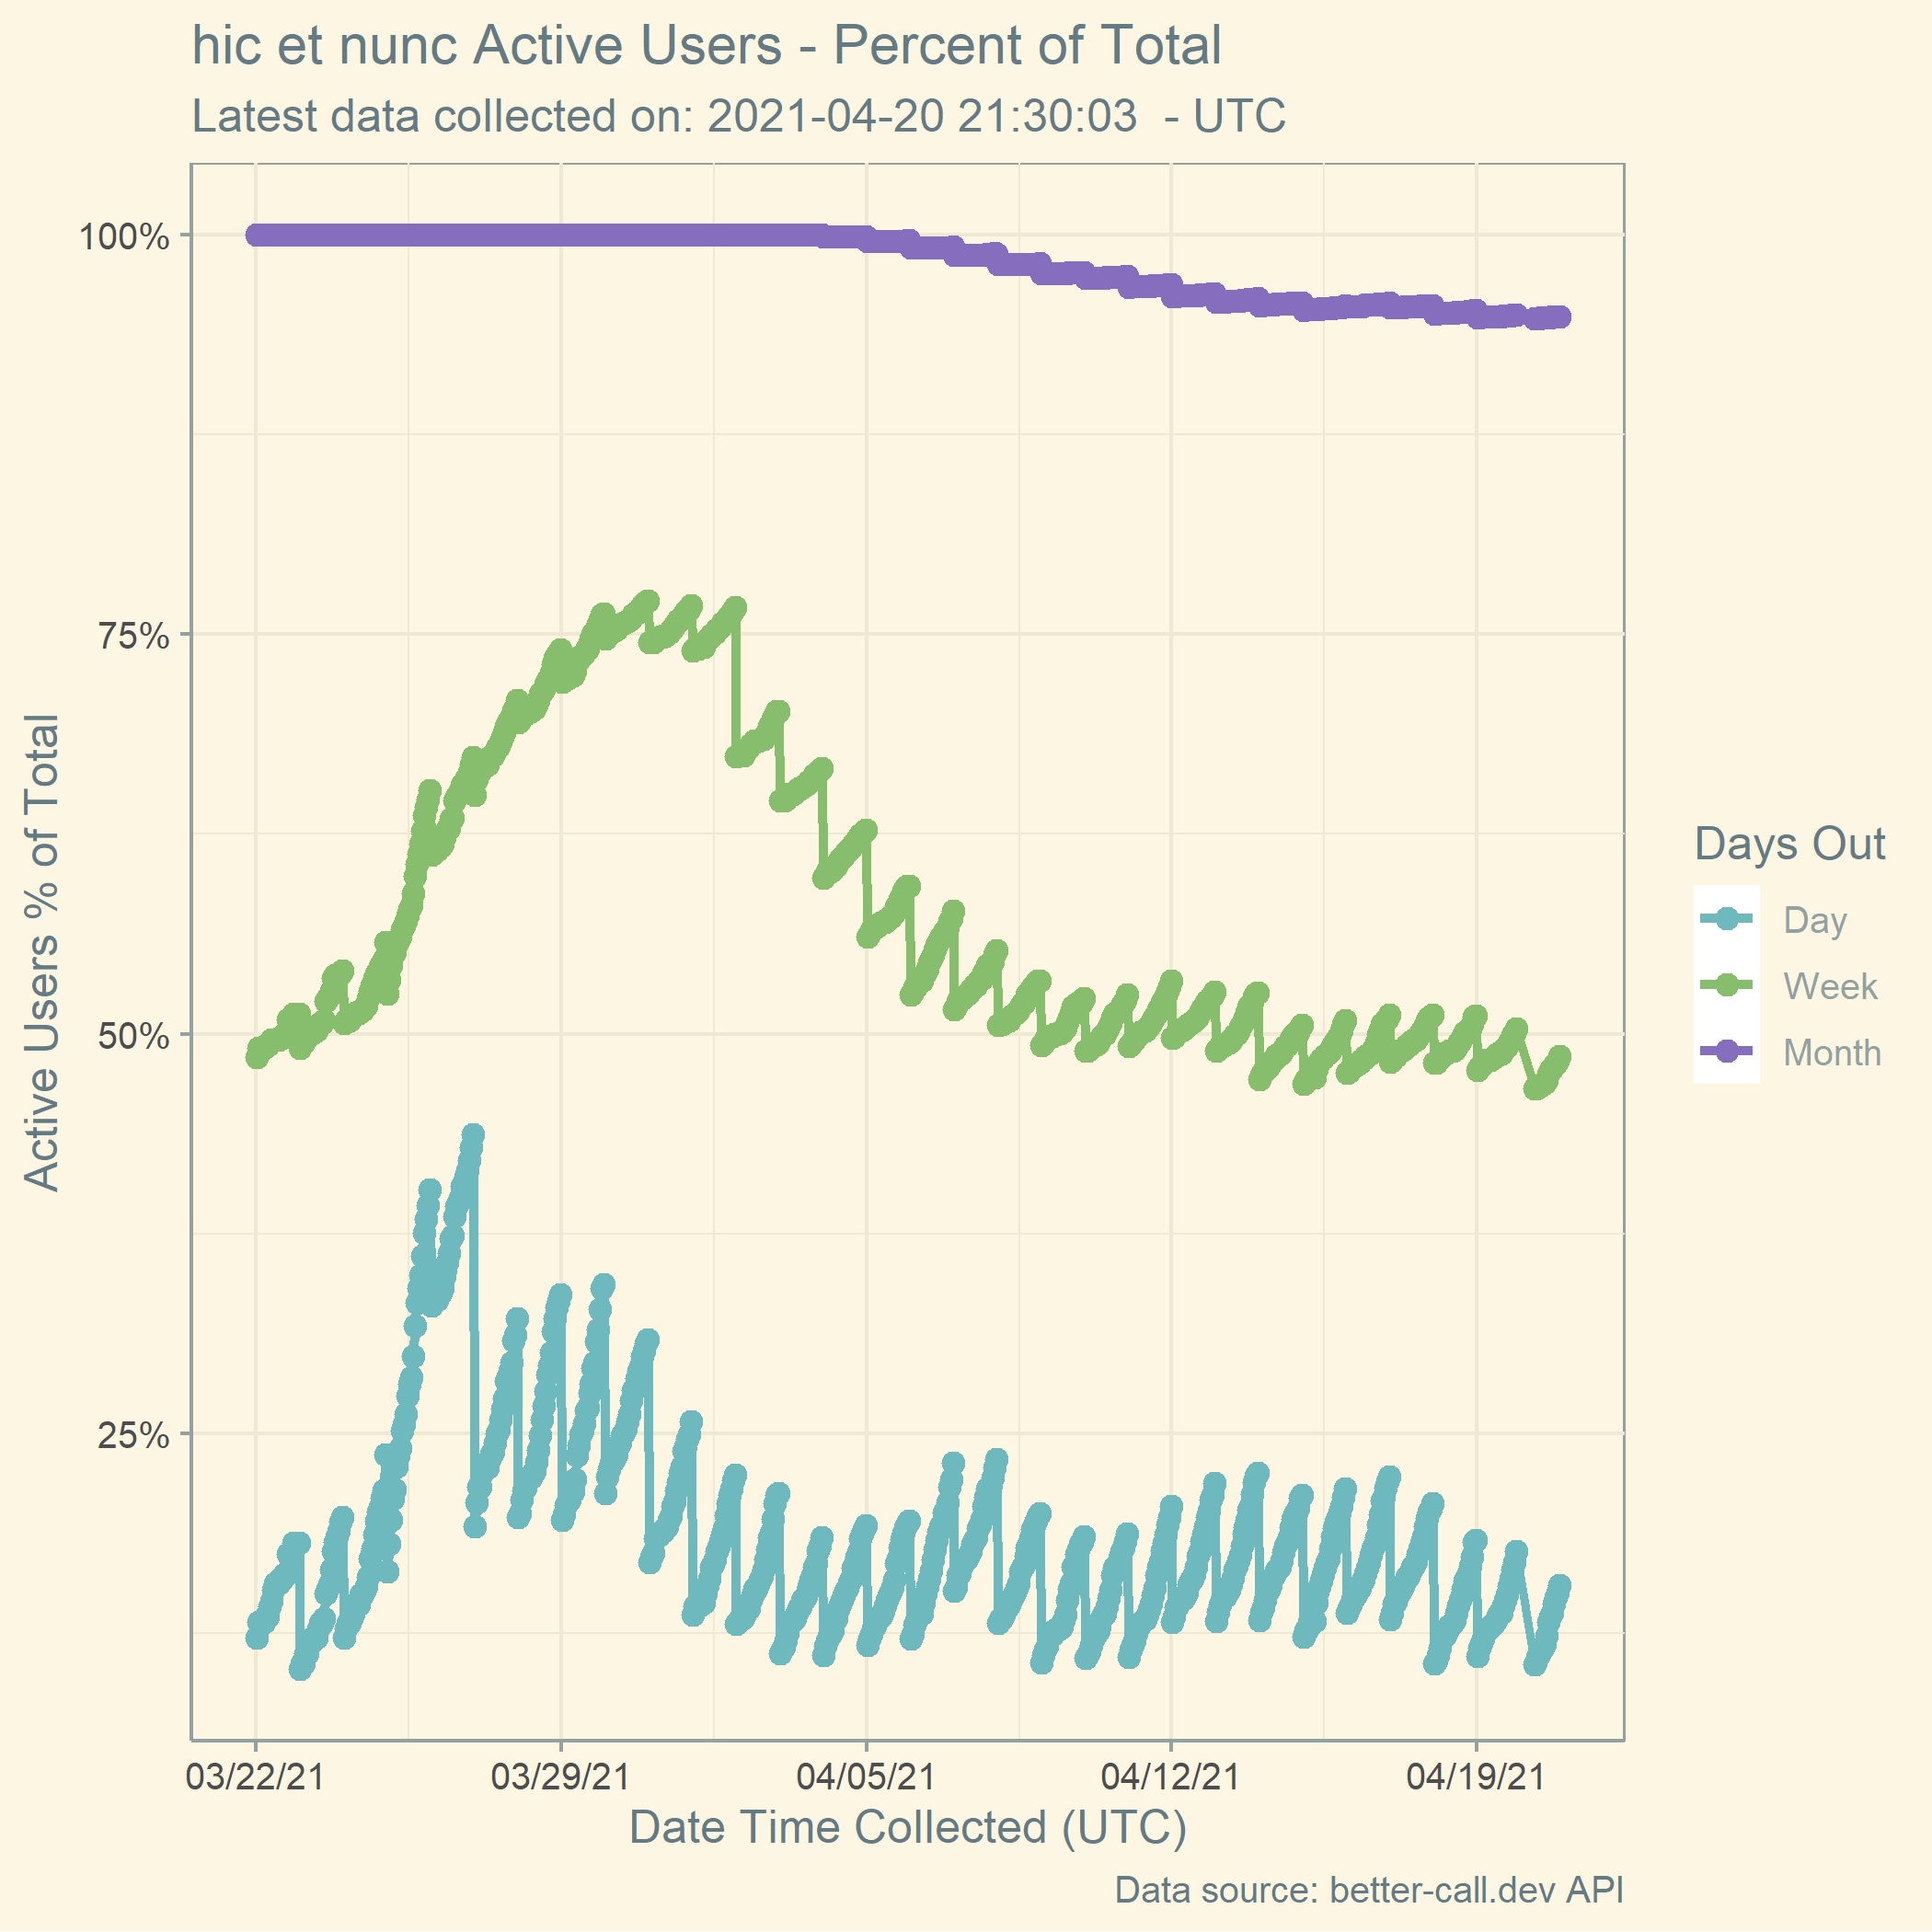 hic et nunc Active Users - Percent of Total
Latest data collected on: 2021-04-20 21:30:03  - UTC
Active Users % of Total
100%
75%
50%
25%
03/22/21
03/29/21
04/05/21
04/12/21
04/19/21
Date Time Collected (UTC)
Days Out
Day
Week
Month
Data source: better-call.dev API